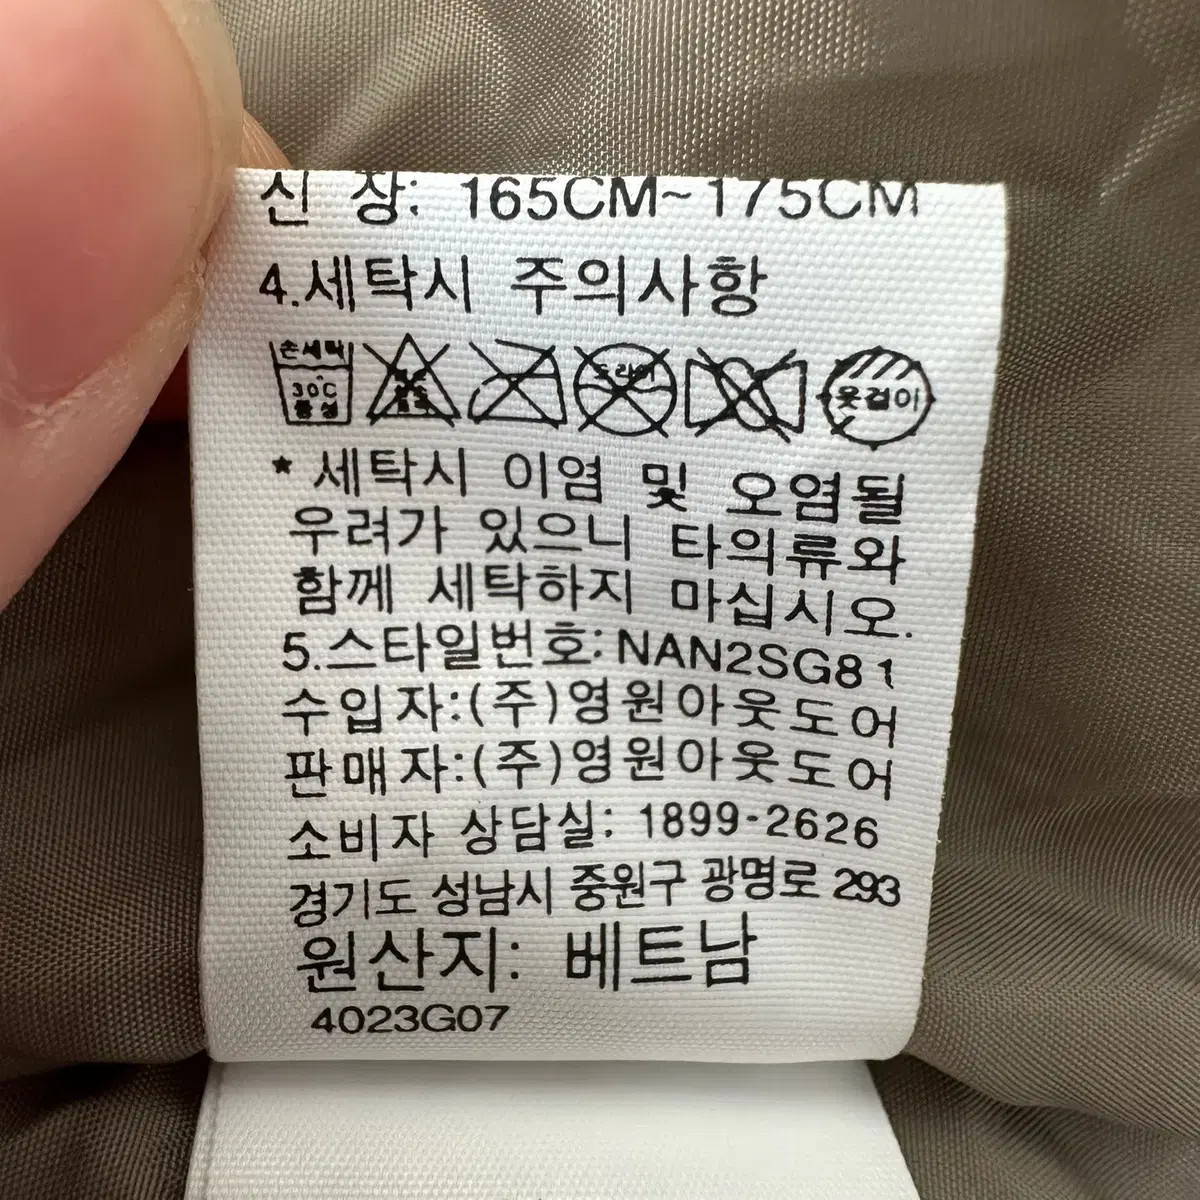 신 장: 165CM~175CM
4.세탁시 주의사항
손세탁 30°C 중성 드라이 옷걸이
* 세탁시 이염 및 오염될
우려가 있으니 타의류와
함께 세탁하지 마십시오.
5.스타일번호:NAN2SG81
수입자:(주)영원아웃도어
판매자:(주)영원아웃도어
소비자 상담실: 1899-2626
경기도 성남시 중원구 광명로 293
원산지: 베트남
4023G07